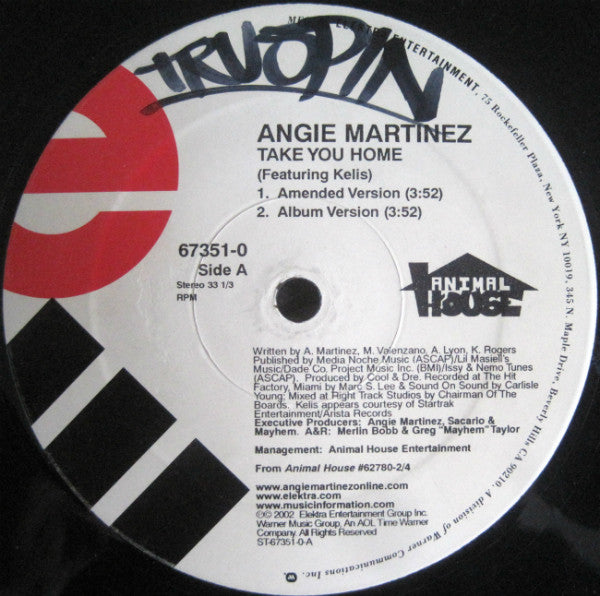 TRUSPIN
ANGIE MARTINEZ
TAKE YOU HOME
(Featuring Kelis)
1. Amended Version (3:52)
2. Album Version (3:52)
67351-0
Side A
Stereo 33 1/3
RPM
ANIMAL
HOUSE
Written by A. Martinez, M. Valenzano, A. Lyon, K. Rogers
Published by Media Noche Music (ASCAP)/Lil Masiell's
Music/Dade Co. Project Music Inc. (BMI)/Issy & Nemo Tunes
(ASCAP). Produced by Cool & Dre. Recorded at The Hit
Factory, Miami by Marc S. Lee & Sound On Sound by Carlisle
Young: Mixed at Right Track Studios by Chairman Of The
Boards. Kelis appears courtesy of Startrak
Entertainment/Arista Records
Executive Producers: Angie Martinez, Sacario &
Mayhem. A&R: Merlin Bobb & Greg "Mayhem" Taylor
Management: Animal House Entertainment
From Animal House #62780-2/4
www.angiemartinezonline.com
www.elektra.com
www.musicinformation.com
℗© 2002 Elektra Entertainment Group Inc.
Warner Music Group, An AOL Time Warner
Company. All Rights Reserved
ST-67351-0-A
ELEKTRA ENTERTAINMENT, 75 Rockefeller Plaza, New York NY 10019, 345 N. Maple Drive, Beverly Hills CA 90210. A division of Warner Communications Inc.